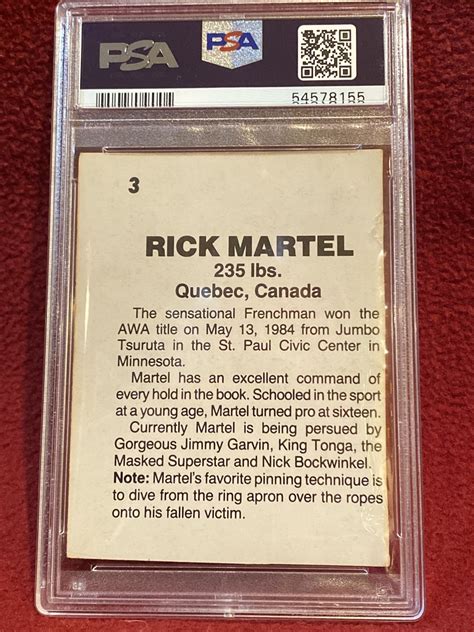 PSA
PSA
54578155
3
RICK MARTEL
235 lbs.
Quebec, Canada
The sensational Frenchman won the
AWA title on May 13, 1984 from Jumbo
Tsuruta in the St. Paul Civic Center in
Minnesota.
Martel has an excellent command of
every hold in the book. Schooled in the sport
at a young age, Martel turned pro at sixteen.
Currently Martel is being persued by
Gorgeous Jimmy Garvin, King Tonga, the
Masked Superstar and Nick Bockwinkel.
Note: Martel's favorite pinning technique is
to dive from the ring apron over the ropes
onto his fallen victim.